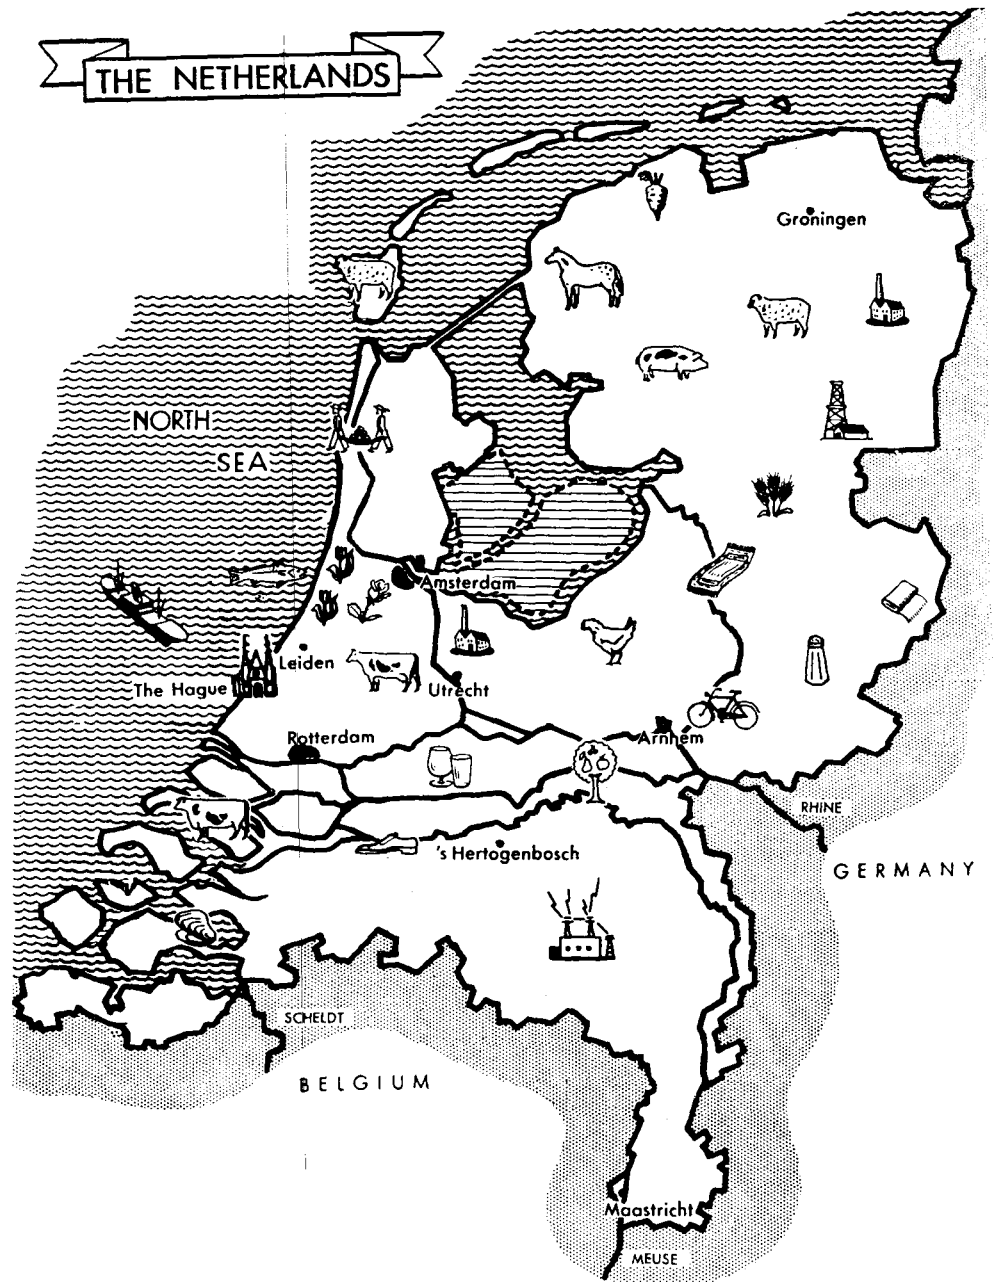 THE NETHERLANDS
Groningen
NORTH
SEA
Amsterdam
Leiden
The Hague
Utrecht
Rotterdam
Arnhem
RHINE
's Hertogenbosch
GERMANY
SCHELDT
BELGIUM
Maastricht
MEUSE